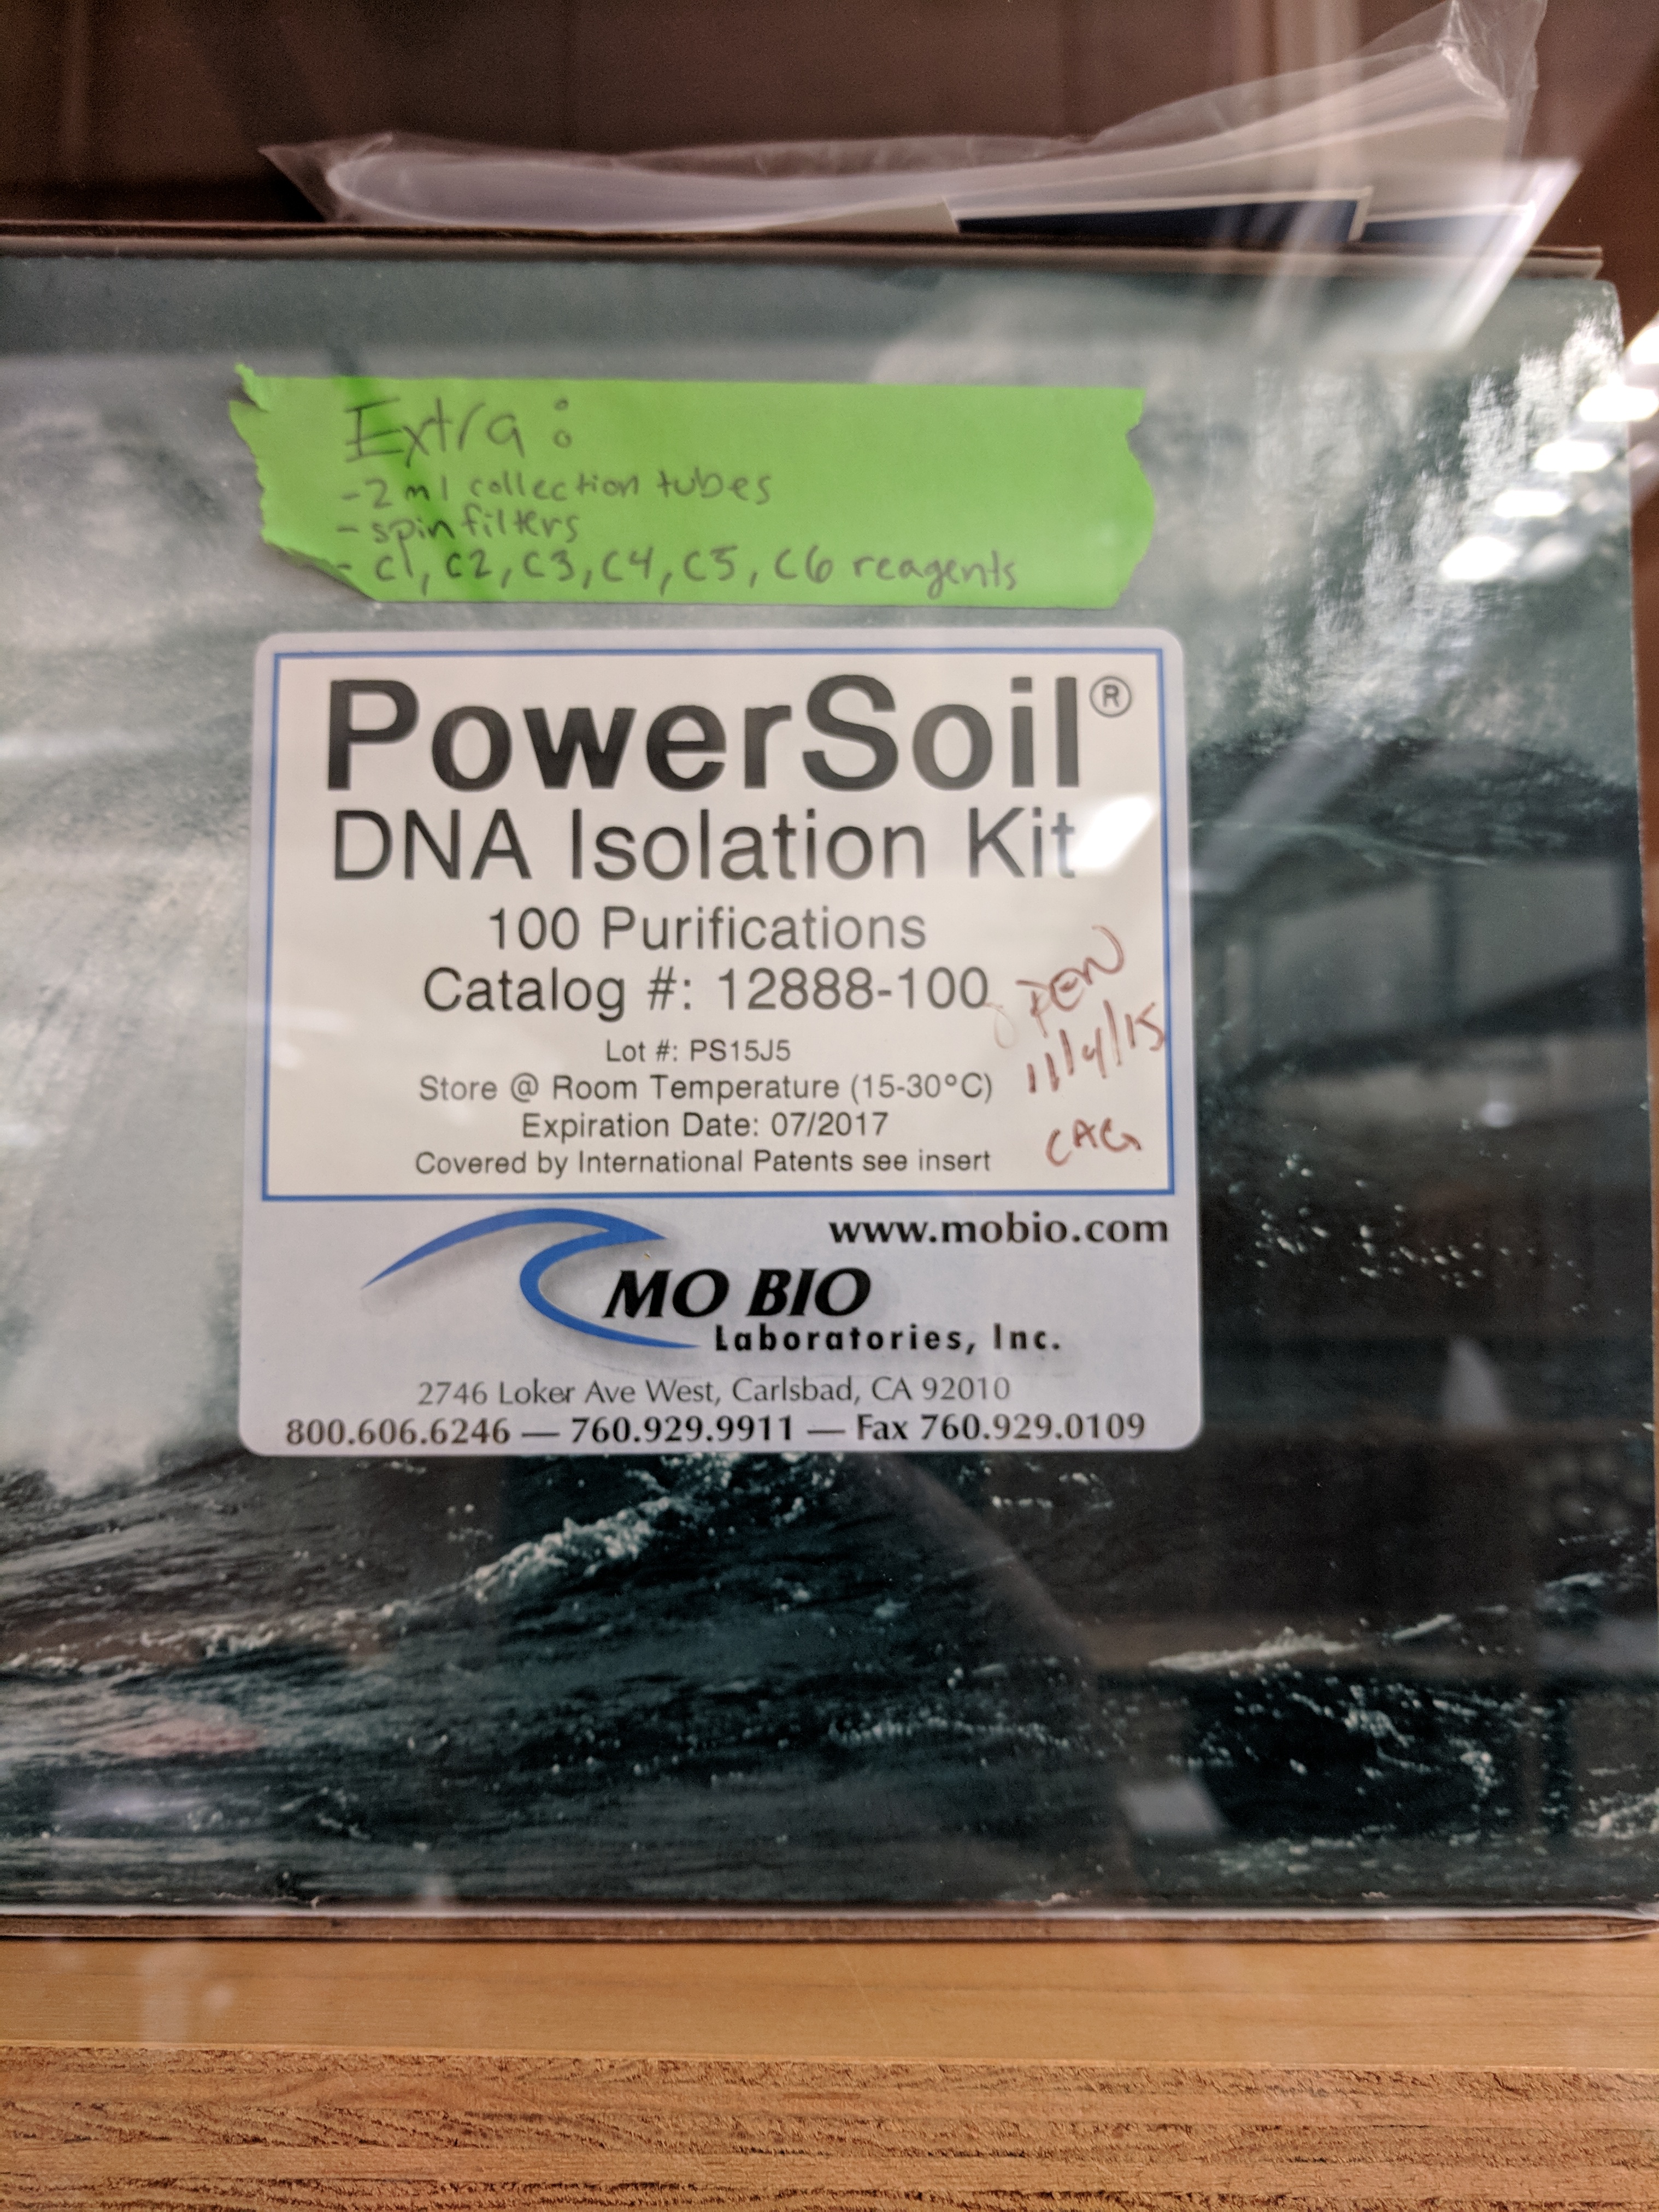 Extra:
-2ml collection tubes
- spin filters
- C1, C2, C3, C4, C5, C6 reagents
PowerSoil®
DNA Isolation Kit
100 Purifications
Catalog #: 12888-100
Lot #: PS15J5
Store @ Room Temperature (15-30°C)
Expiration Date: 07/2017
Covered by International Patents see insert
OPEN
11/4/15
CAG
www.mobio.com
MO BIO
Laboratories, Inc.
2746 Loker Ave West, Carlsbad, CA 92010
800.606.6246 — 760.929.9911 — Fax 760.929.0109